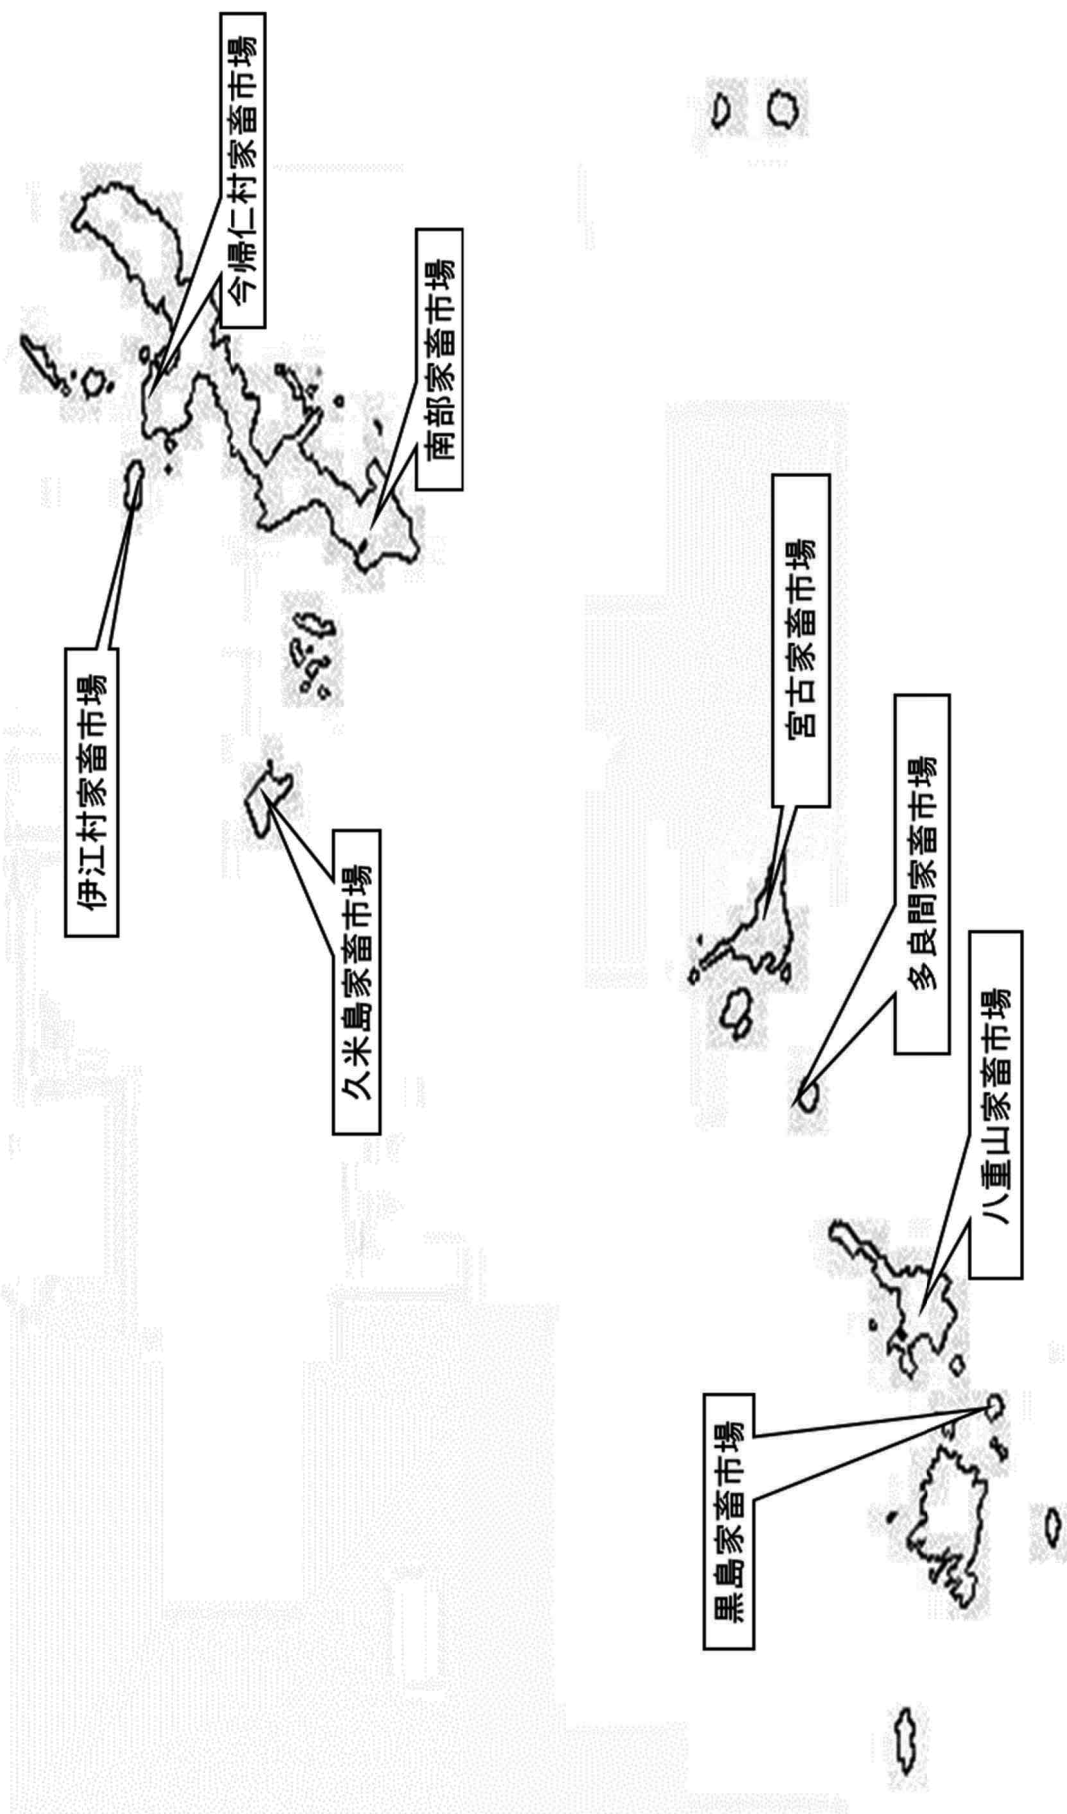 今帰仁村家畜市場
伊江村家畜市場
南部家畜市場
久米島家畜市場
宮古家畜市場
多良間家畜市場
八重山家畜市場
黒島家畜市場